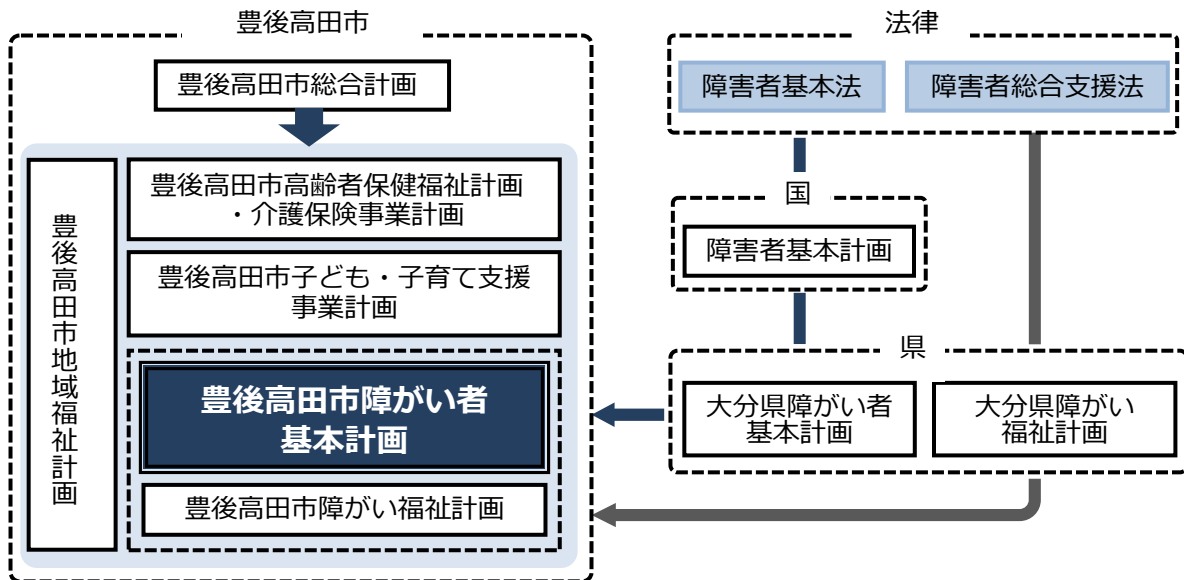 豊後高田市
豊後高田市総合計画
豊後高田市地域福祉計画
豊後高田市高齢者保健福祉計画
・介護保険事業計画
豊後高田市子ども・子育て支援
事業計画
豊後高田市障がい者
基本計画
豊後高田市障がい福祉計画
法律
障害者基本法
障害者総合支援法
国
障害者基本計画
県
大分県障がい者
基本計画
大分県障がい
福祉計画